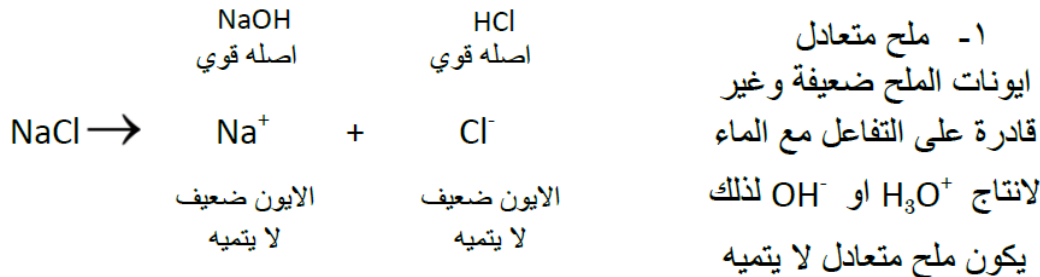 ١- ملح متعادل
ايونات الملح ضعيفة وغير
قادرة على التفاعل مع الماء
لانتاج H₃O⁺ او OH⁻ لذلك
يكون ملح متعادل لا يتميه
NaOH HCl
اصله قوي اصله قوي
NaCl → Na⁺ + Cl⁻
الايون ضعيف الايون ضعيف
لا يتميه لا يتميه